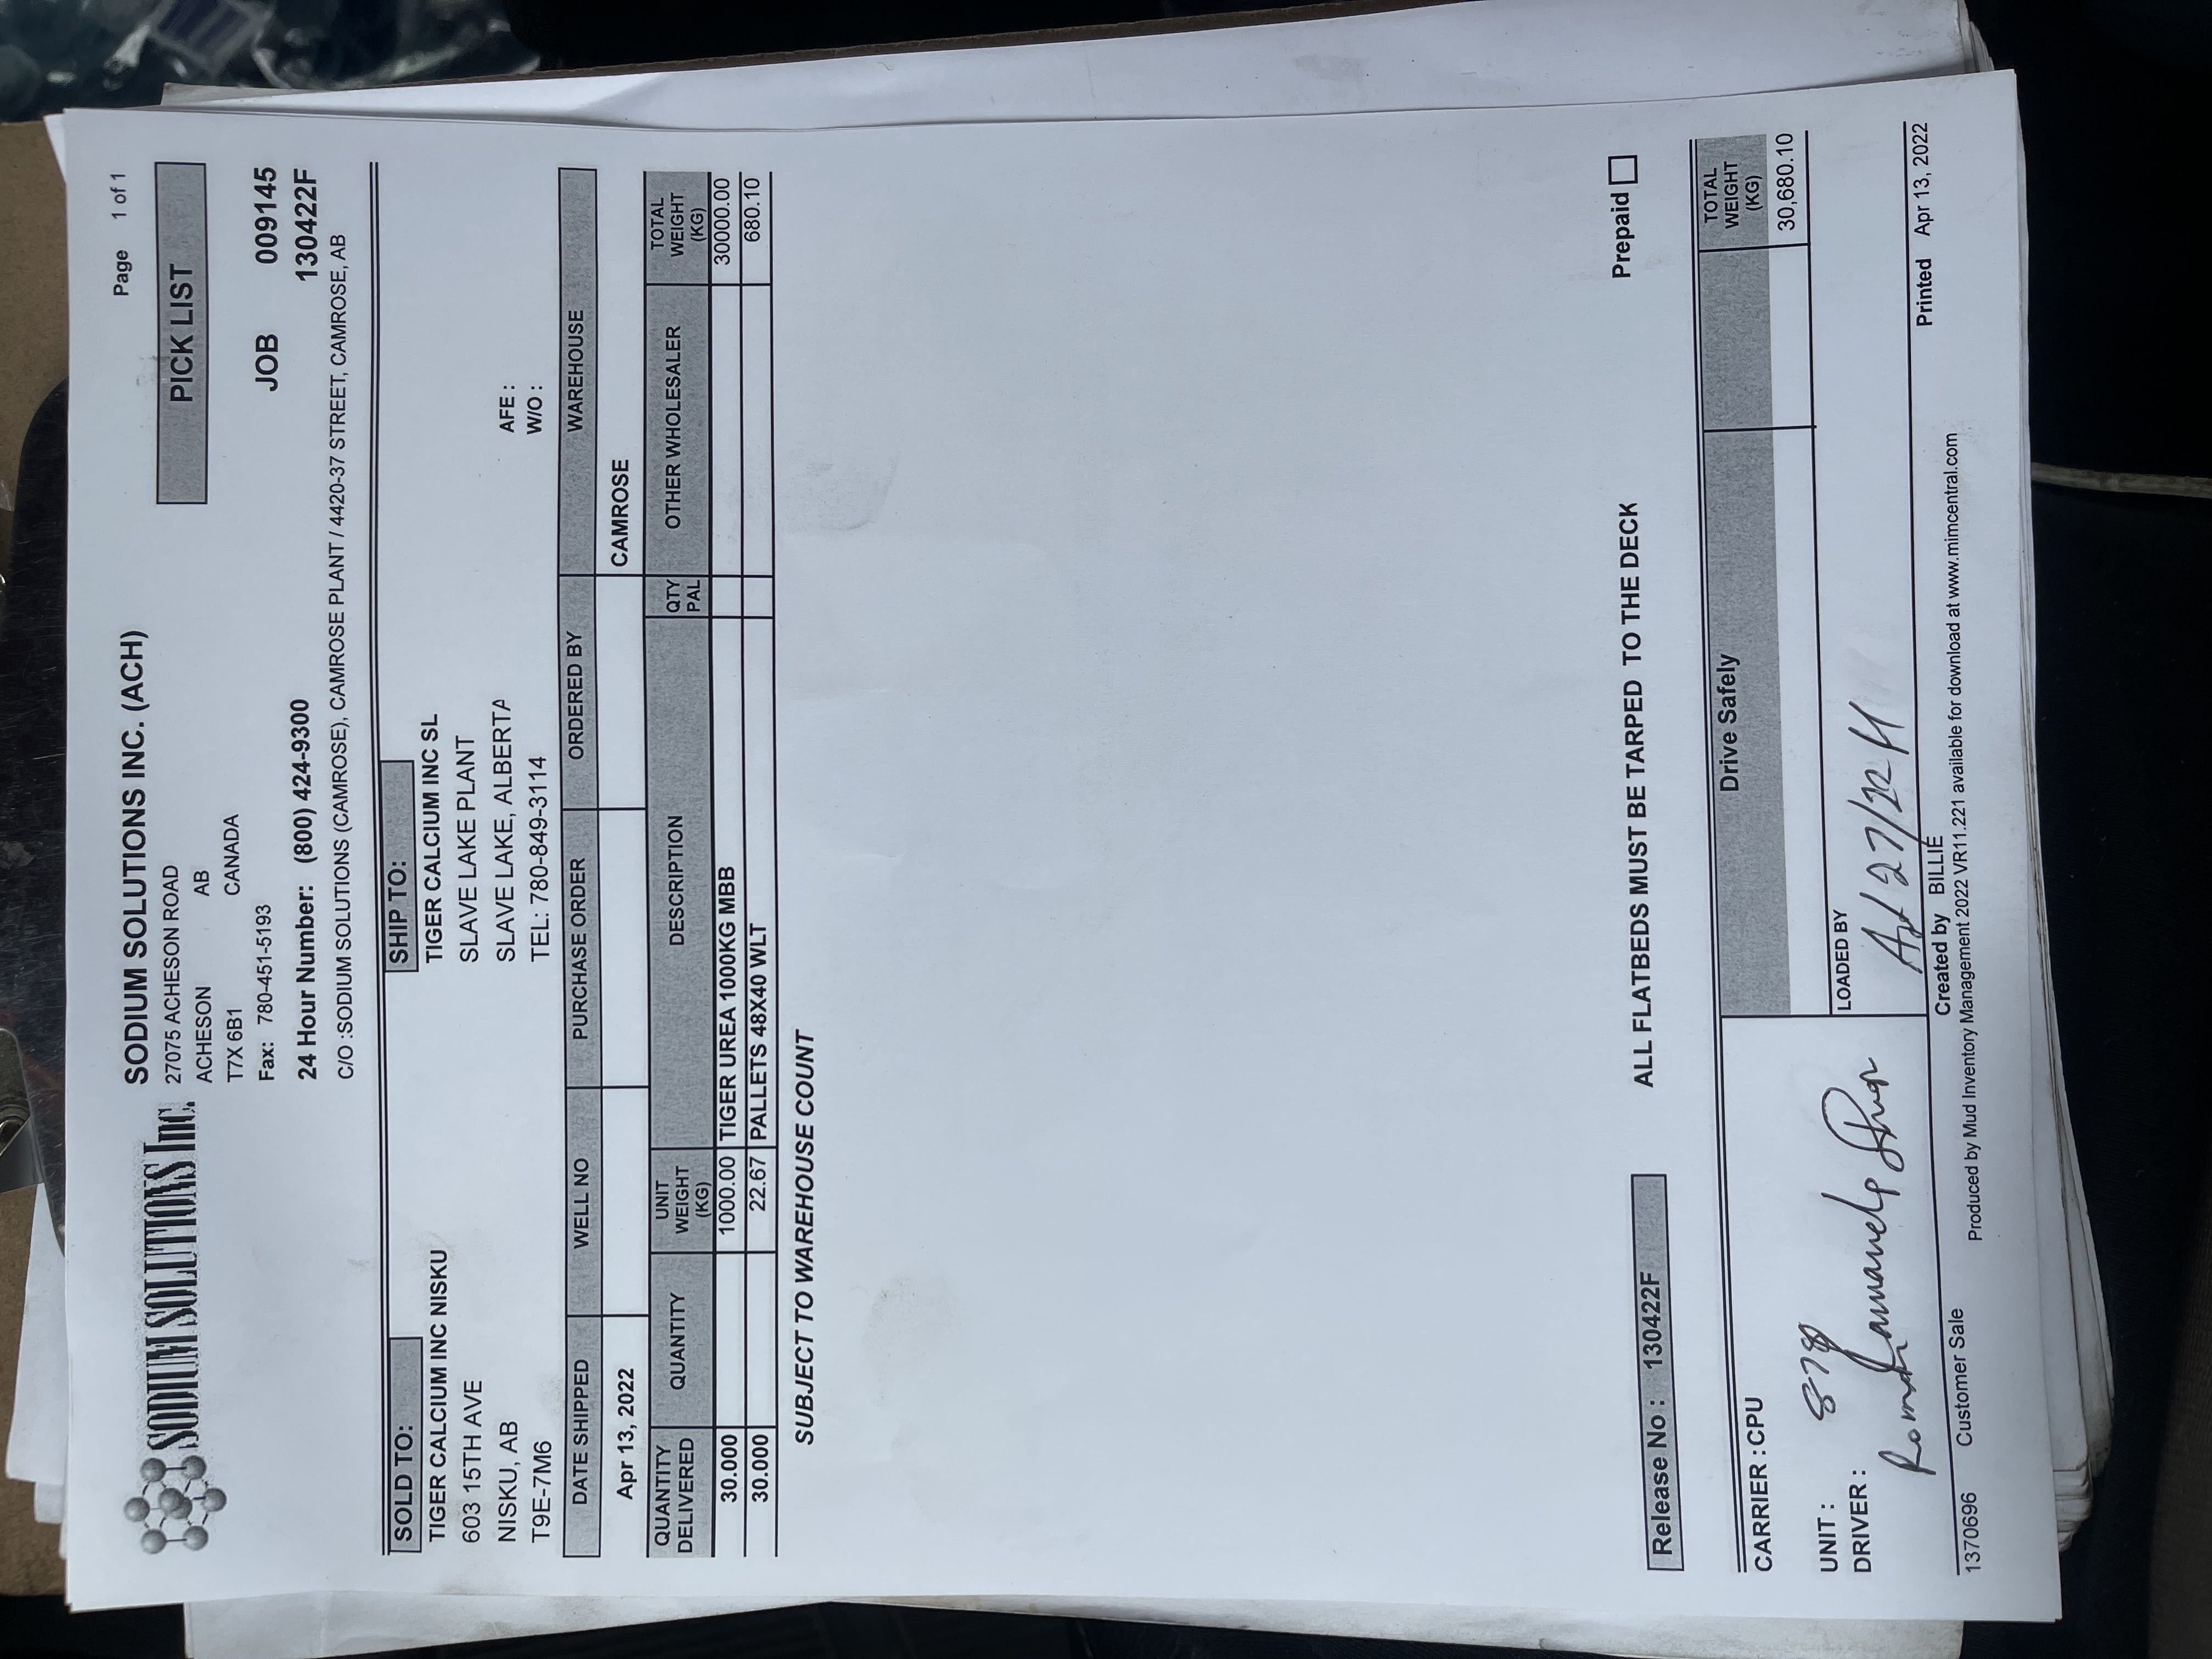 SODIUM SOLUTIONS Inc.
SODIUM SOLUTIONS INC. (ACH)
27075 ACHESON ROAD
ACHESON AB
T7X 6B1 CANADA
Fax: 780-451-5193
24 Hour Number: (800) 424-9300
C/O :SODIUM SOLUTIONS (CAMROSE), CAMROSE PLANT / 4420-37 STREET, CAMROSE, AB
Page 1 of 1
PICK LIST
JOB 009145
130422F
SOLD TO:
TIGER CALCIUM INC NISKU
603 15TH AVE
NISKU, AB
T9E-7M6
SHIP TO:
TIGER CALCIUM INC SL
SLAVE LAKE PLANT
SLAVE LAKE, ALBERTA
TEL: 780-849-3114
AFE :
W/O :
DATE SHIPPED WELL NO PURCHASE ORDER ORDERED BY WAREHOUSE
Apr 13, 2022 CAMROSE
QUANTITY DELIVERED QUANTITY UNIT WEIGHT (KG) DESCRIPTION QTY PAL OTHER WHOLESALER TOTAL WEIGHT (KG)
30.000 1000.00 TIGER UREA 1000KG MBB 30000.00
30.000 22.67 PALLETS 48X40 WLT 680.10
SUBJECT TO WAREHOUSE COUNT
Release No : 130422F
ALL FLATBEDS MUST BE TARPED TO THE DECK
Prepaid
CARRIER : CPU
Drive Safely
TOTAL WEIGHT (KG)
30,680.10
UNIT :
DRIVER :
LOADED BY
27/22
Created by BILLIE
Printed Apr 13, 2022
1370696 Customer Sale
Produced by Mud Inventory Management 2022 VR11.221 available for download at www.mimcentral.com